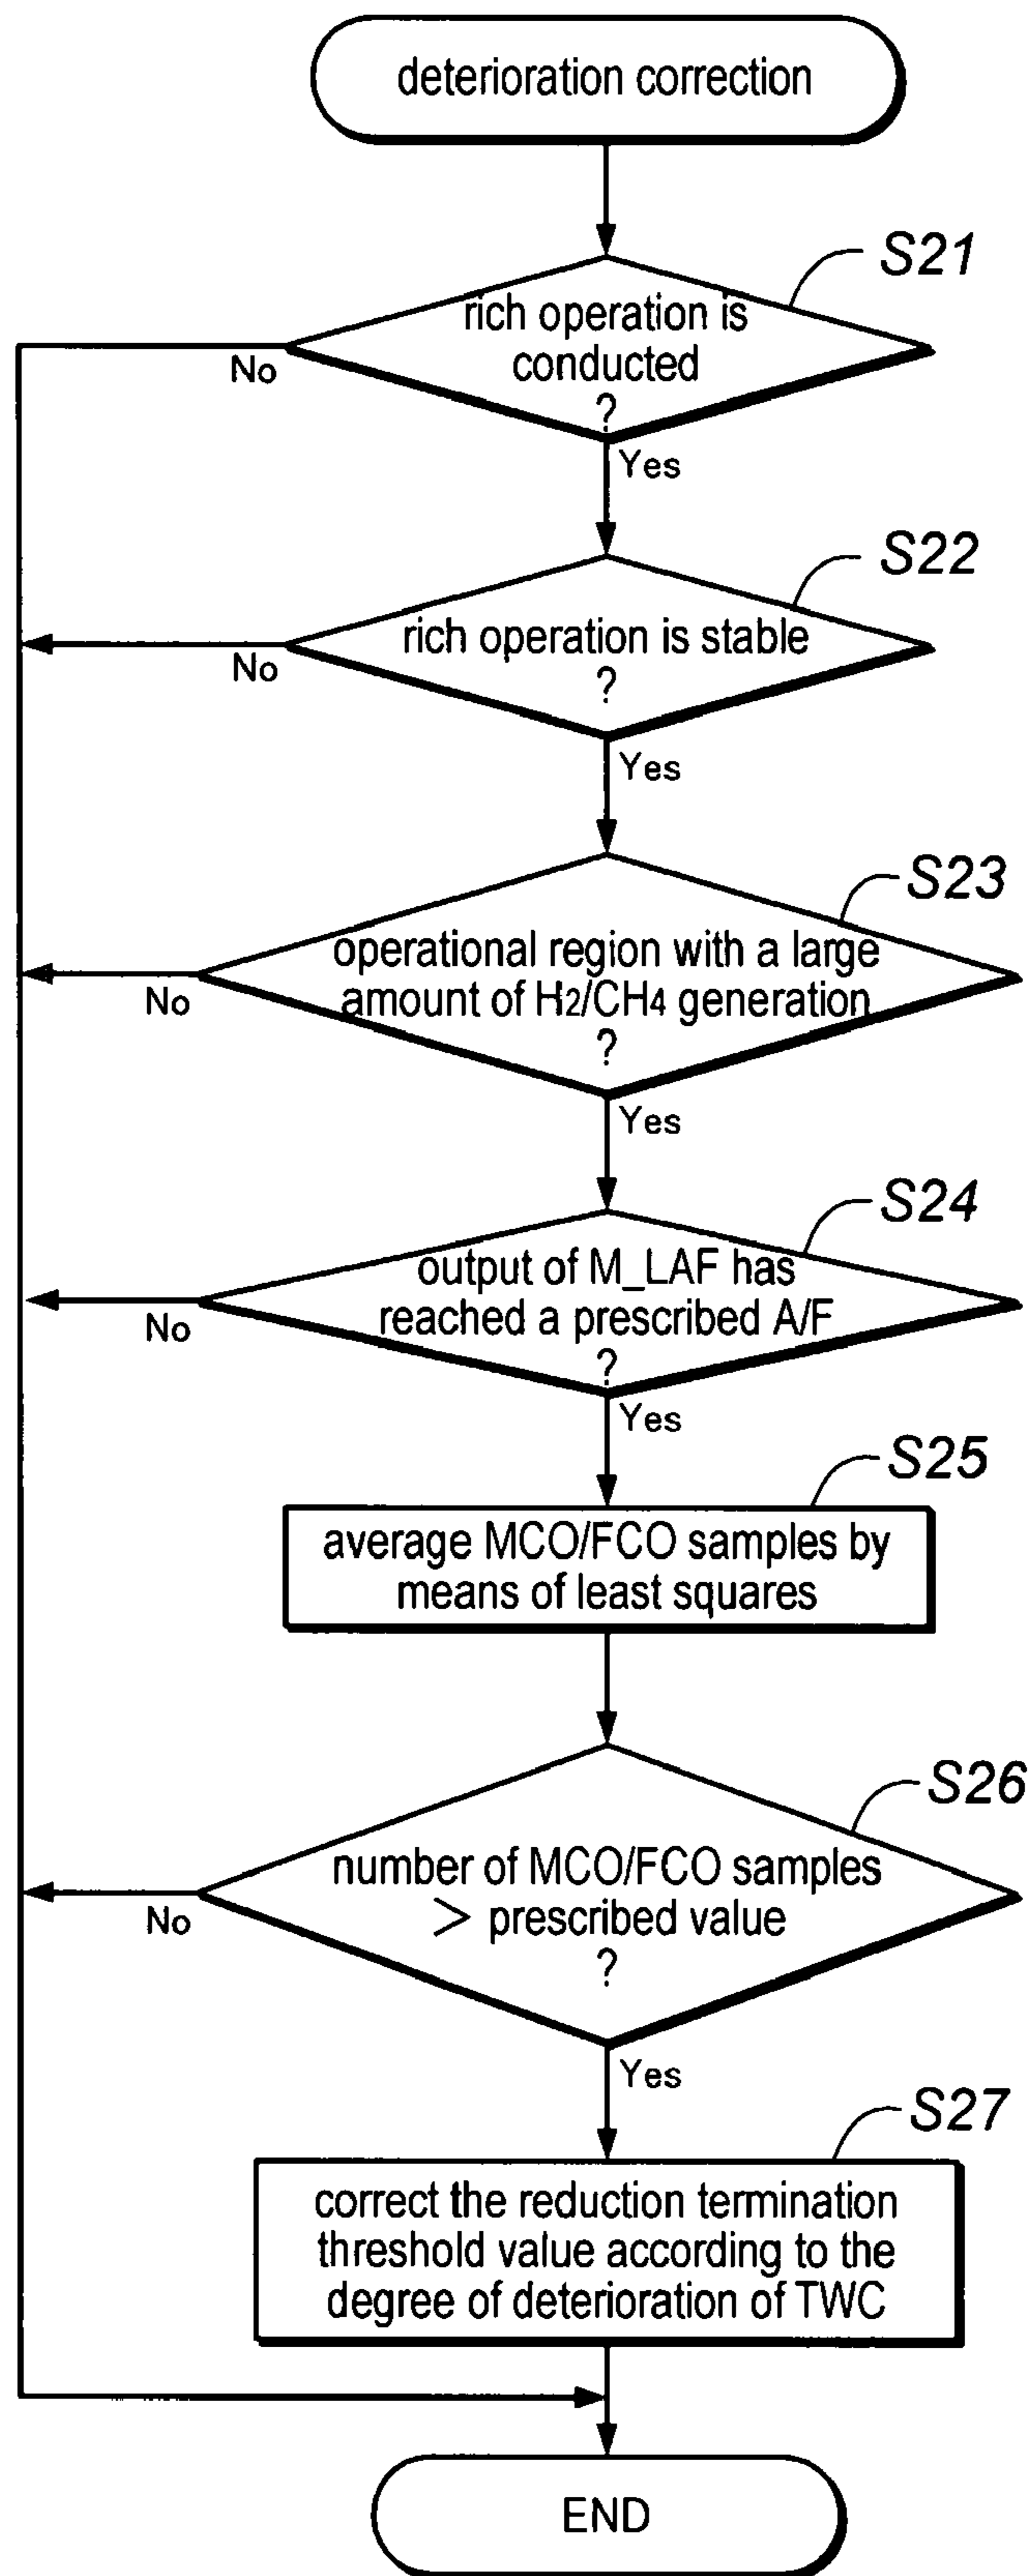 deterioration correction
S21
rich operation is
conducted
?
No
Yes
S22
rich operation is stable
?
No
Yes
S23
operational region with a large
amount of H2/CH4 generation
?
No
Yes
S24
output of M_LAF has
reached a prescribed A/F
?
No
Yes
S25
average MCO/FCO samples by
means of least squares
S26
number of MCO/FCO samples
> prescribed value
?
No
Yes
S27
correct the reduction termination
threshold value according to the
degree of deterioration of TWC
END